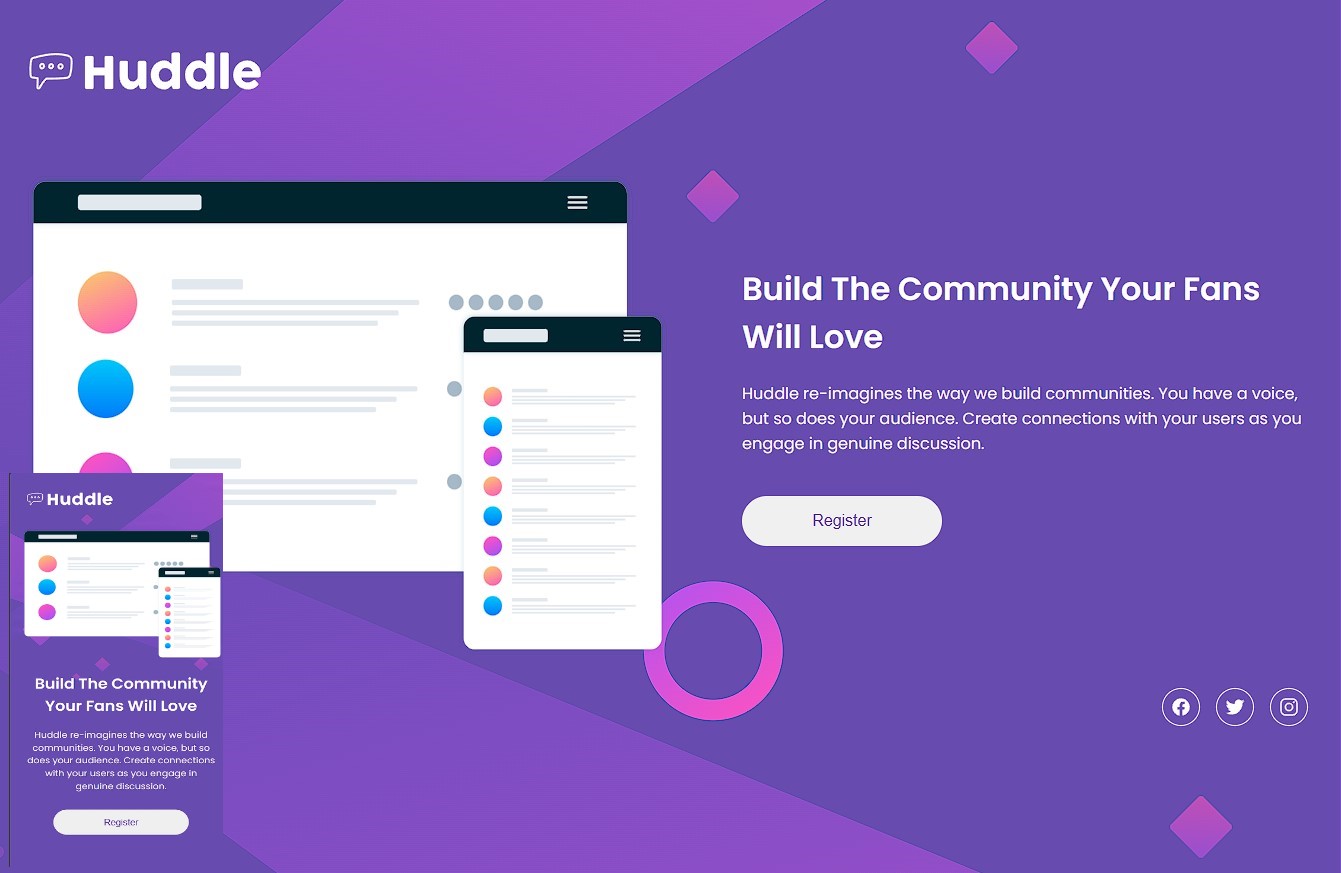 Huddle
Build The Community Your Fans
Will Love
Huddle re-imagines the way we build communities. You have a voice,
but so does your audience. Create connections with your users as you
engage in genuine discussion.
Register
Huddle
Build The Community
Your Fans Will Love
Huddle re-imagines the way we build
communities. You have a voice, but so
does your audience. Create connections
with your users as you engage in
genuine discussion.
Register